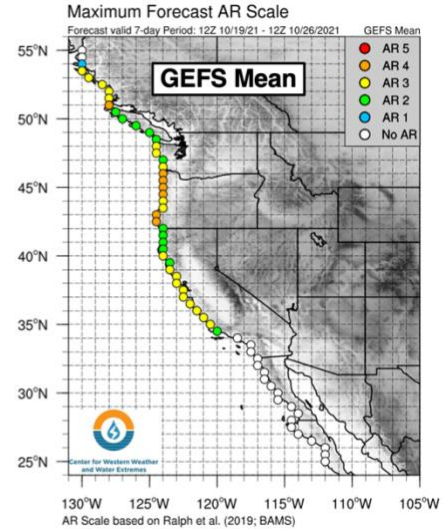 Maximum Forecast AR Scale
Forecast valid 7-day Period: 12Z 10/19/21 - 12Z 10/26/2021 GEFS Mean
55°N
GEFS Mean
AR 5
AR 4
AR 3
AR 2
AR 1
No AR
50°N
45°N
40°N
35°N
30°N
25°N
Center for Western Weather
and Water Extremes
130°W 125°W 120°W 115°W 110°W 105°W
AR Scale based on Ralph et al. (2019; BAMS)